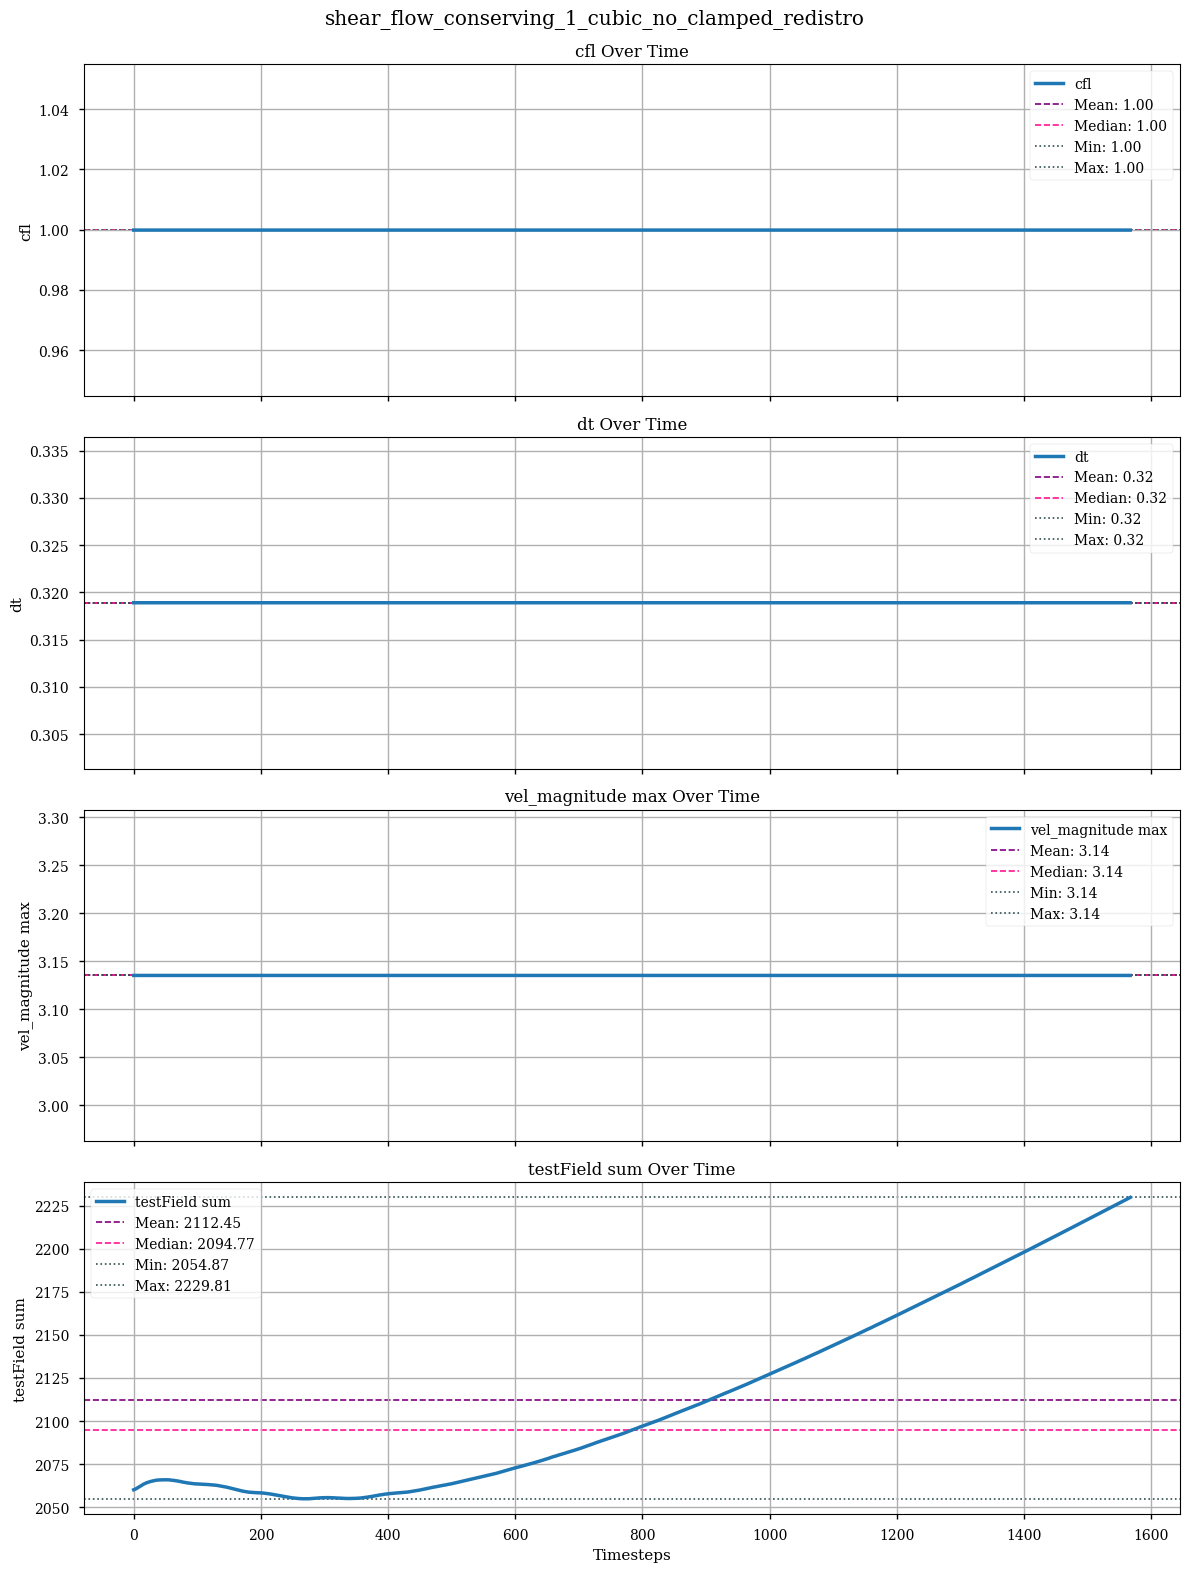 shear_flow_conserving_1_cubic_no_clamped_redistro
cfl Over Time
cfl
Mean: 1.00
Median: 1.00
Min: 1.00
Max: 1.00
1.04
1.02
1.00
0.98
0.96
cfl
dt Over Time
dt
Mean: 0.32
Median: 0.32
Min: 0.32
Max: 0.32
0.335
0.330
0.325
0.320
0.315
0.310
0.305
dt
vel_magnitude max Over Time
vel_magnitude max
Mean: 3.14
Median: 3.14
Min: 3.14
Max: 3.14
3.30
3.25
3.20
3.15
3.10
3.05
3.00
vel_magnitude max
testField sum Over Time
testField sum
Mean: 2112.45
Median: 2094.77
Min: 2054.87
Max: 2229.81
2225
2200
2175
2150
2125
2100
2075
2050
testField sum
0 200 400 600 800 1000 1200 1400 1600
Timesteps